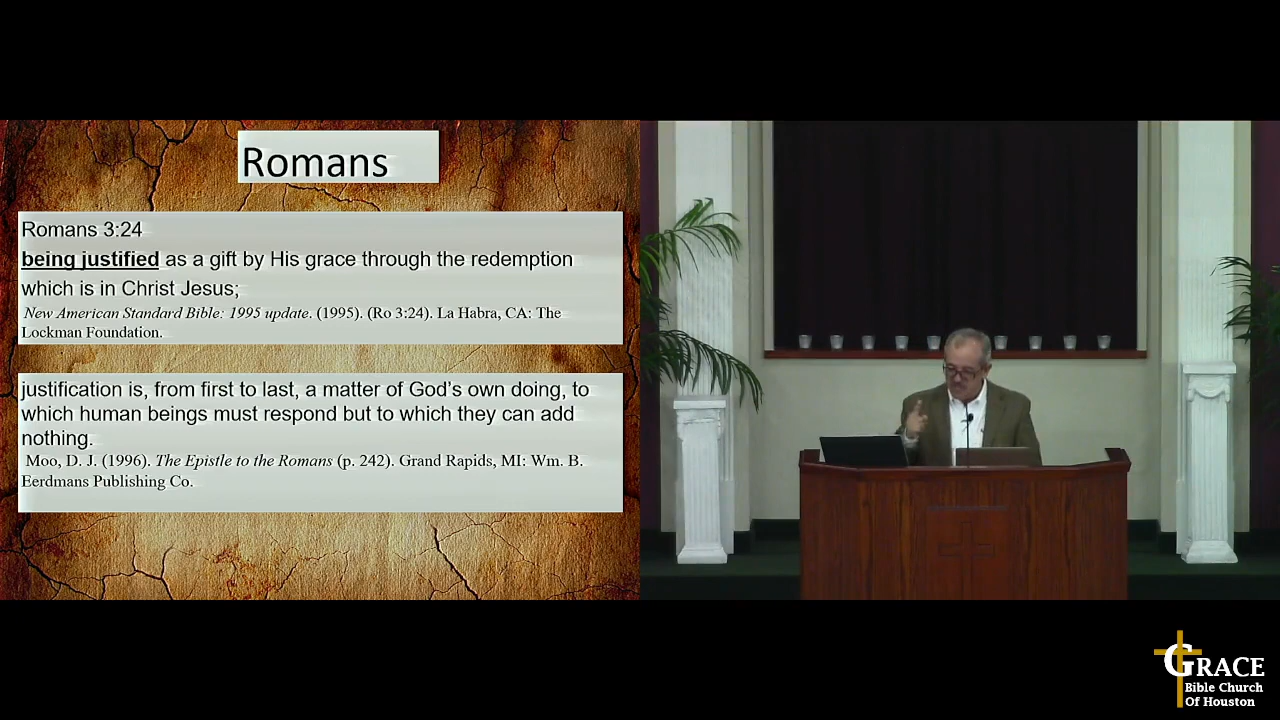 Romans
Romans 3:24
being justified as a gift by His grace through the redemption
which is in Christ Jesus;
New American Standard Bible: 1995 update. (1995). (Ro 3:24). La Habra, CA: The
Lockman Foundation.
justification is, from first to last, a matter of God’s own doing, to
which human beings must respond but to which they can add
nothing.
Moo, D. J. (1996). The Epistle to the Romans (p. 242). Grand Rapids, MI: Wm. B.
Eerdmans Publishing Co.
GRACE
Bible Church
Of Houston